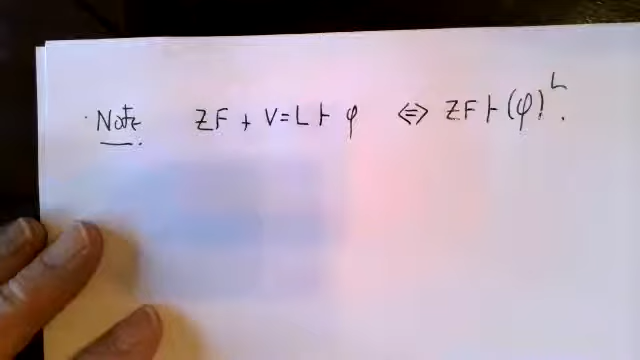 Note. ZF + V = L ⊢ φ ⇔ ZF ⊢ (φ)^L.